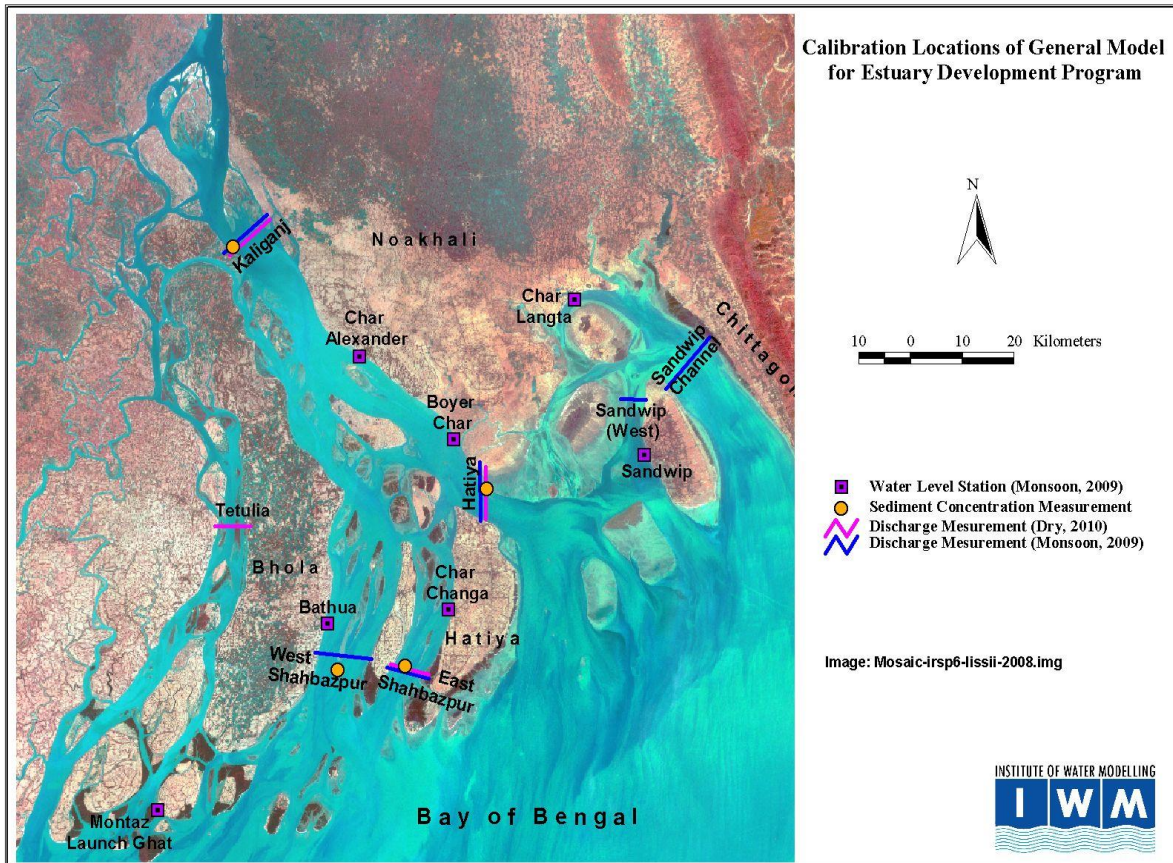 Calibration Locations of General Model
for Estuary Development Program
N
10 0 10 20 Kilometers
Water Level Station (Monsoon, 2009)
Sediment Concentration Measurement
Discharge Mesurement (Dry, 2010)
Discharge Mesurement (Monsoon, 2009)
Image: Mosaic-irsp6-lissii-2008.img
INSTITUTE OF WATER MODELLING
IWM
Kaliganj
Noakhali
Char
Langta
Char
Alexander
Sandwip
Channel
Chittagon
Boyer
Char
Sandwip
(West)
Sandwip
Hatiya
Tetulia
Bhola
Char
Changa
Bathua
Hatiya
West
Shahbazpur
East
Shahbazpur
Montaz
Launch Ghat
Bay of Bengal